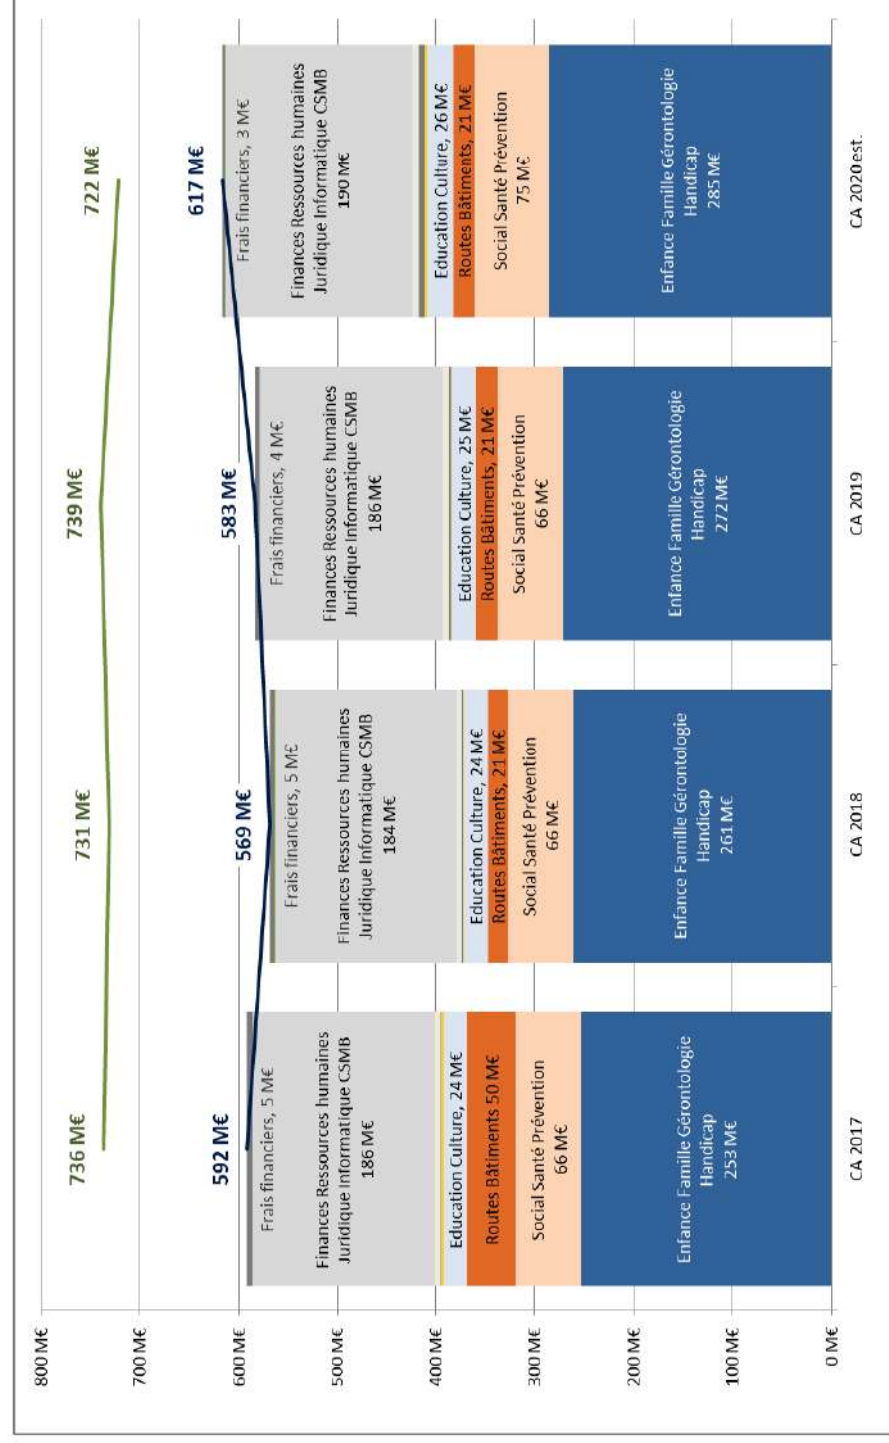 800 M€
700 M€
600 M€
500 M€
400 M€
300 M€
200 M€
100 M€
0 M€
736 M€
731 M€
739 M€
722 M€
592 M€
569 M€
583 M€
617 M€
Frais financiers, 5 M€
Finances Ressources humaines
Juridique Informatique CSMB
186 M€
Education Culture, 24 M€
Routes Bâtiments 50 M€
Social Santé Prévention
66 M€
Enfance Famille Gérontologie
Handicap
253 M€
CA 2017
Frais financiers, 5 M€
Finances Ressources humaines
Juridique Informatique CSMB
184 M€
Education Culture, 24 M€
Routes Bâtiments, 21 M€
Social Santé Prévention
66 M€
Enfance Famille Gérontologie
Handicap
261 M€
CA 2018
Frais financiers, 4 M€
Finances Ressources humaines
Juridique Informatique CSMB
186 M€
Education Culture, 25 M€
Routes Bâtiments, 21 M€
Social Santé Prévention
66 M€
Enfance Famille Gérontologie
Handicap
272 M€
CA 2019
Frais financiers, 3 M€
Finances Ressources humaines
Juridique Informatique CSMB
190 M€
Education Culture, 26 M€
Routes Bâtiments, 21 M€
Social Santé Prévention
75 M€
Enfance Famille Gérontologie
Handicap
285 M€
CA 2020 est.